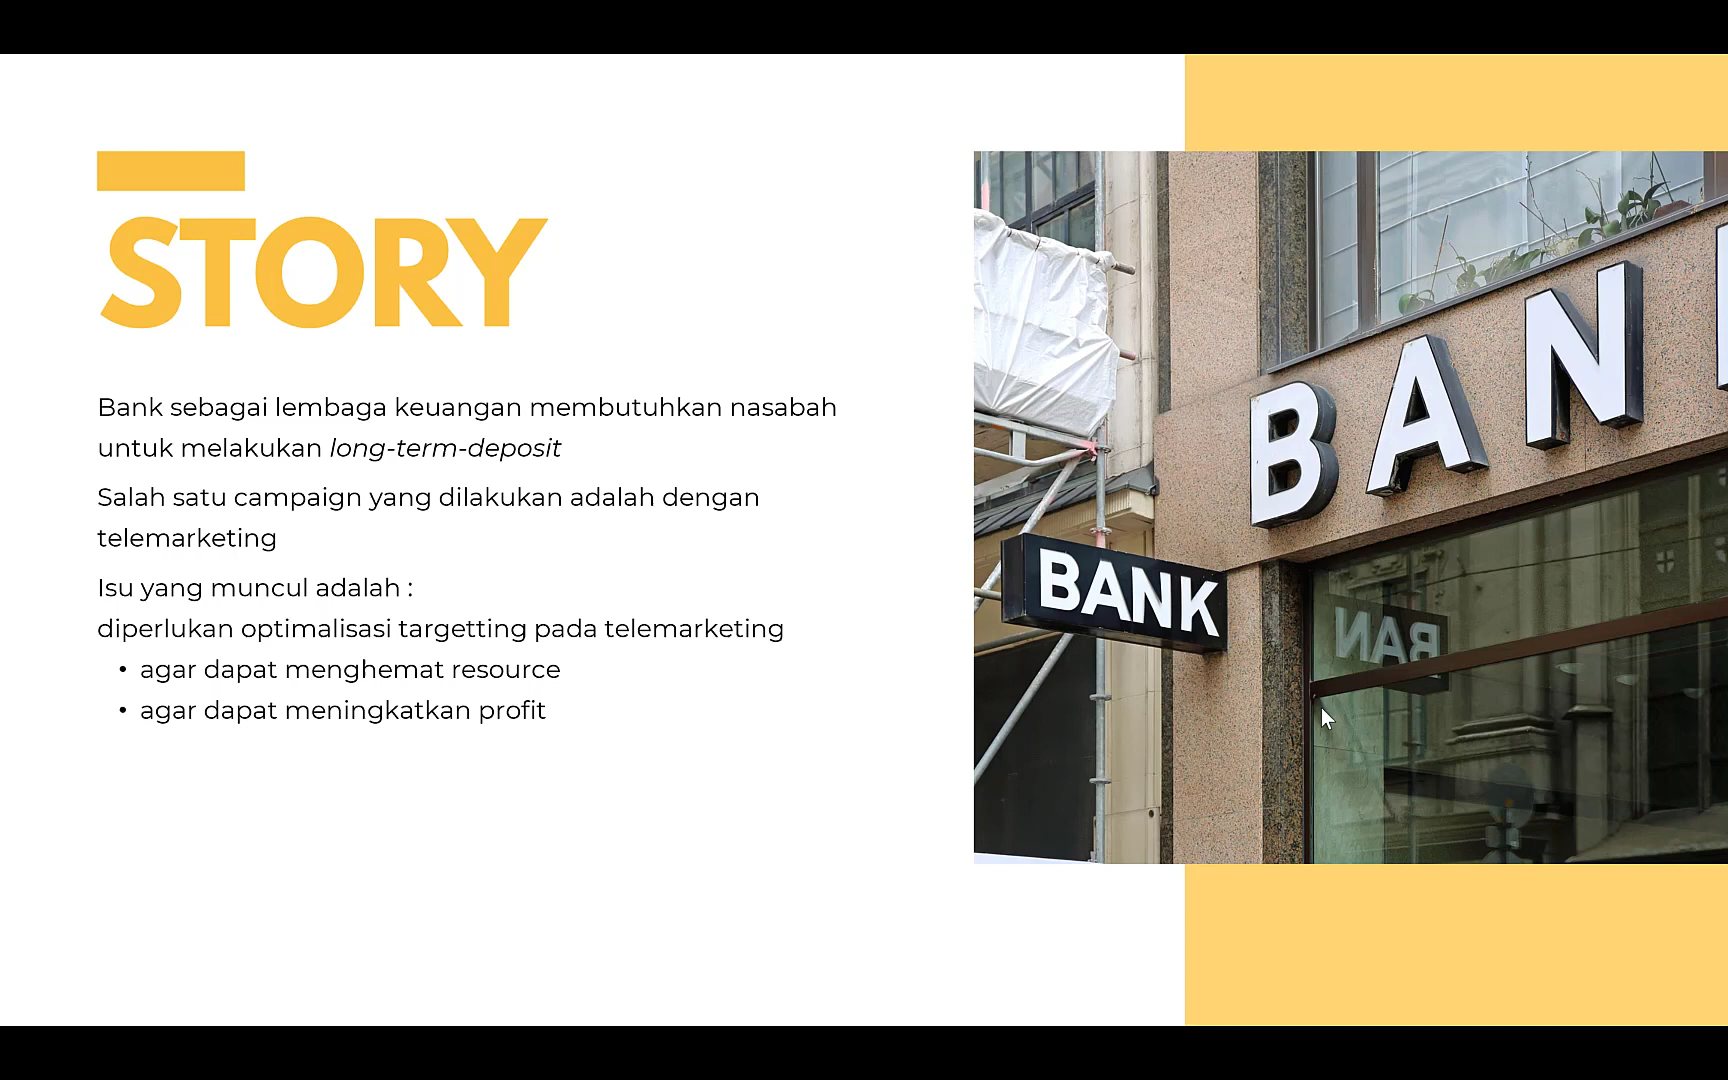 STORY
Bank sebagai lembaga keuangan membutuhkan nasabah
untuk melakukan long-term-deposit
Salah satu campaign yang dilakukan adalah dengan
telemarketing
Isu yang muncul adalah :
diperlukan optimalisasi targetting pada telemarketing
• agar dapat menghemat resource
• agar dapat meningkatkan profit
BAN
BANK
BAN